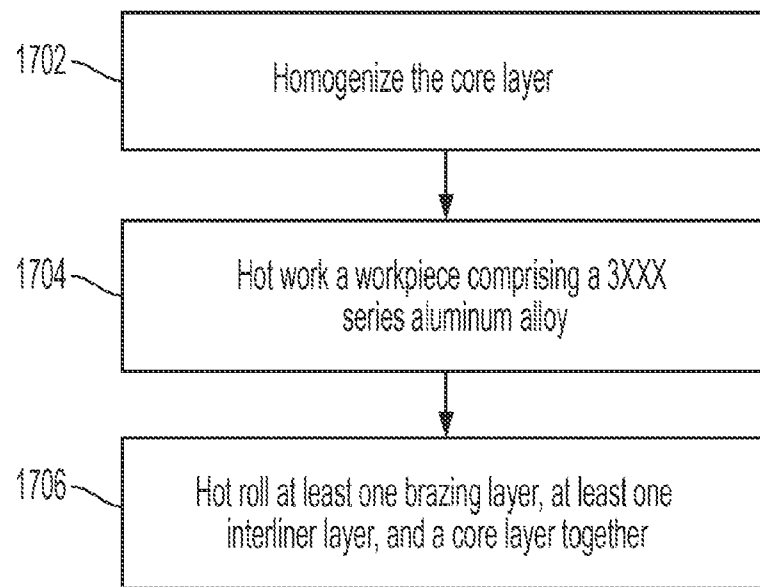 1702
Homogenize the core layer
1704
Hot work a workpiece comprising a 3XXX
series aluminum alloy
1706
Hot roll at least one brazing layer, at least one
interliner layer, and a core layer together